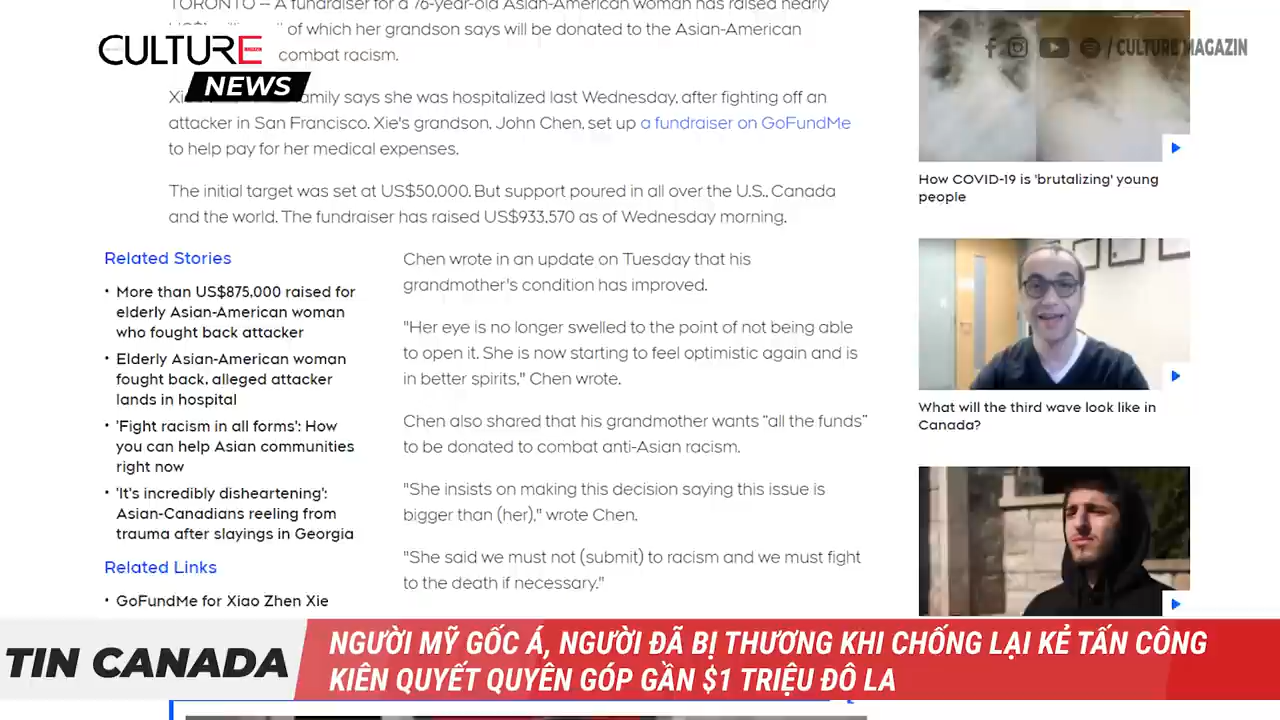 TORONTO -- A fundraiser for a 76-year-old Asian-American woman has raised nearly
of which her grandson says will be donated to the Asian-American
combat racism.
CULTURE
NEWS
/ CULTURE MAGAZIN
family says she was hospitalized last Wednesday, after fighting off an
attacker in San Francisco. Xie's grandson, John Chen, set up a fundraiser on GoFundMe
to help pay for her medical expenses.
The initial target was set at US$50,000. But support poured in all over the U.S., Canada
and the world. The fundraiser has raised US$933,570 as of Wednesday morning.
Related Stories
• More than US$875,000 raised for
elderly Asian-American woman
who fought back attacker
• Elderly Asian-American woman
fought back, alleged attacker
lands in hospital
• 'Fight racism in all forms': How
you can help Asian communities
right now
• 'It's incredibly disheartening':
Asian-Canadians reeling from
trauma after slayings in Georgia
Related Links
• GoFundMe for Xiao Zhen Xie
Chen wrote in an update on Tuesday that his
grandmother's condition has improved.
"Her eye is no longer swelled to the point of not being able
to open it. She is now starting to feel optimistic again and is
in better spirits," Chen wrote.
Chen also shared that his grandmother wants “all the funds”
to be donated to combat anti-Asian racism.
"She insists on making this decision saying this issue is
bigger than (her)," wrote Chen.
"She said we must not (submit) to racism and we must fight
to the death if necessary."
How COVID-19 is 'brutalizing' young
people
What will the third wave look like in
Canada?
TIN CANADA
NGƯỜI MỸ GỐC Á, NGƯỜI ĐÃ BỊ THƯƠNG KHI CHỐNG LẠI KẺ TẤN CÔNG
KIÊN QUYẾT QUYÊN GÓP GẦN $1 TRIỆU ĐÔ LA